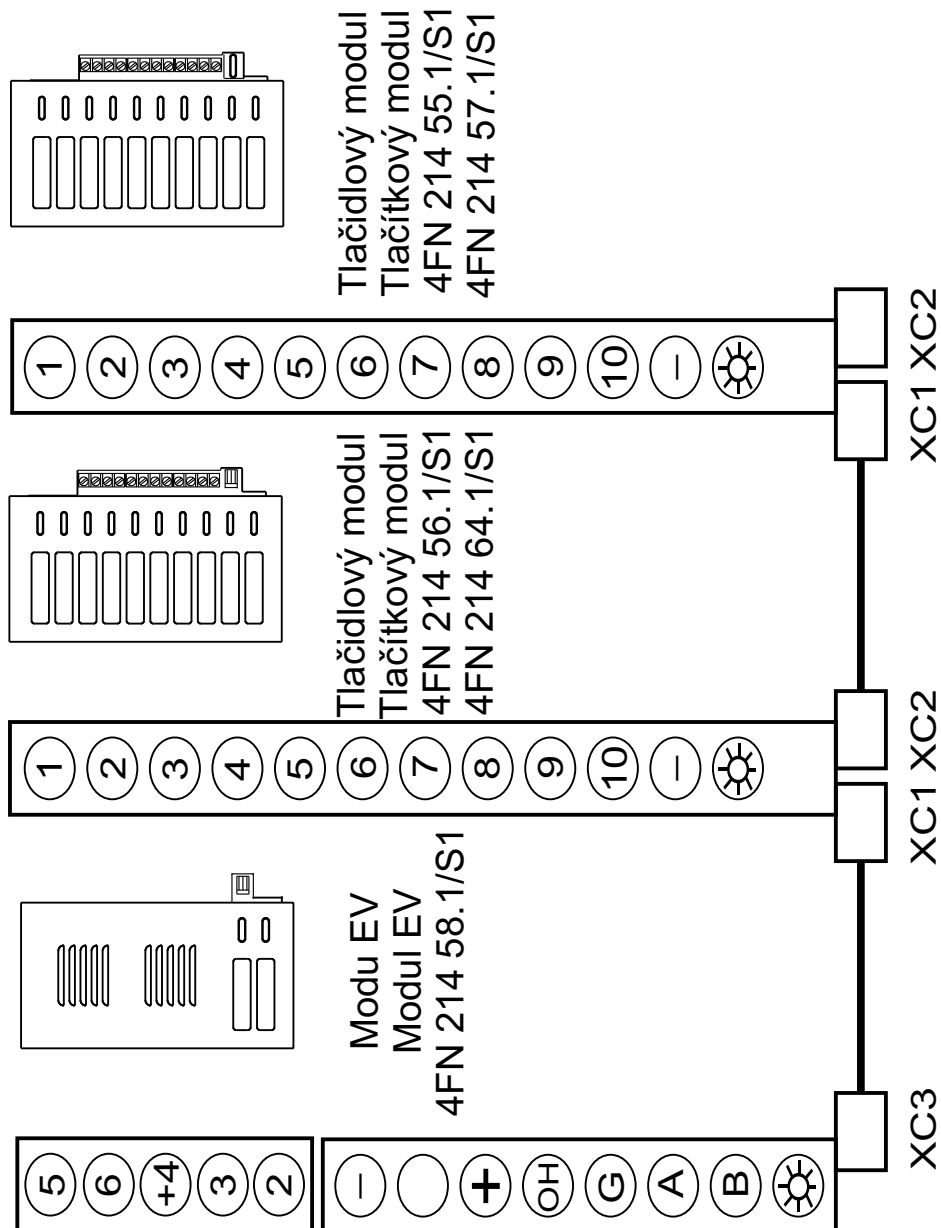 5
6
+4
3
2
–
+
OH
G
A
B
XC3
Modu EV
Modul EV
4FN 214 58.1/S1
1
2
3
4
5
6
7
8
9
10
–
XC1 XC2
Tlačidlový modul
Tlačítkový modul
4FN 214 56.1/S1
4FN 214 64.1/S1
1
2
3
4
5
6
7
8
9
10
–
XC1 XC2
Tlačidlový modul
Tlačítkový modul
4FN 214 55.1/S1
4FN 214 57.1/S1